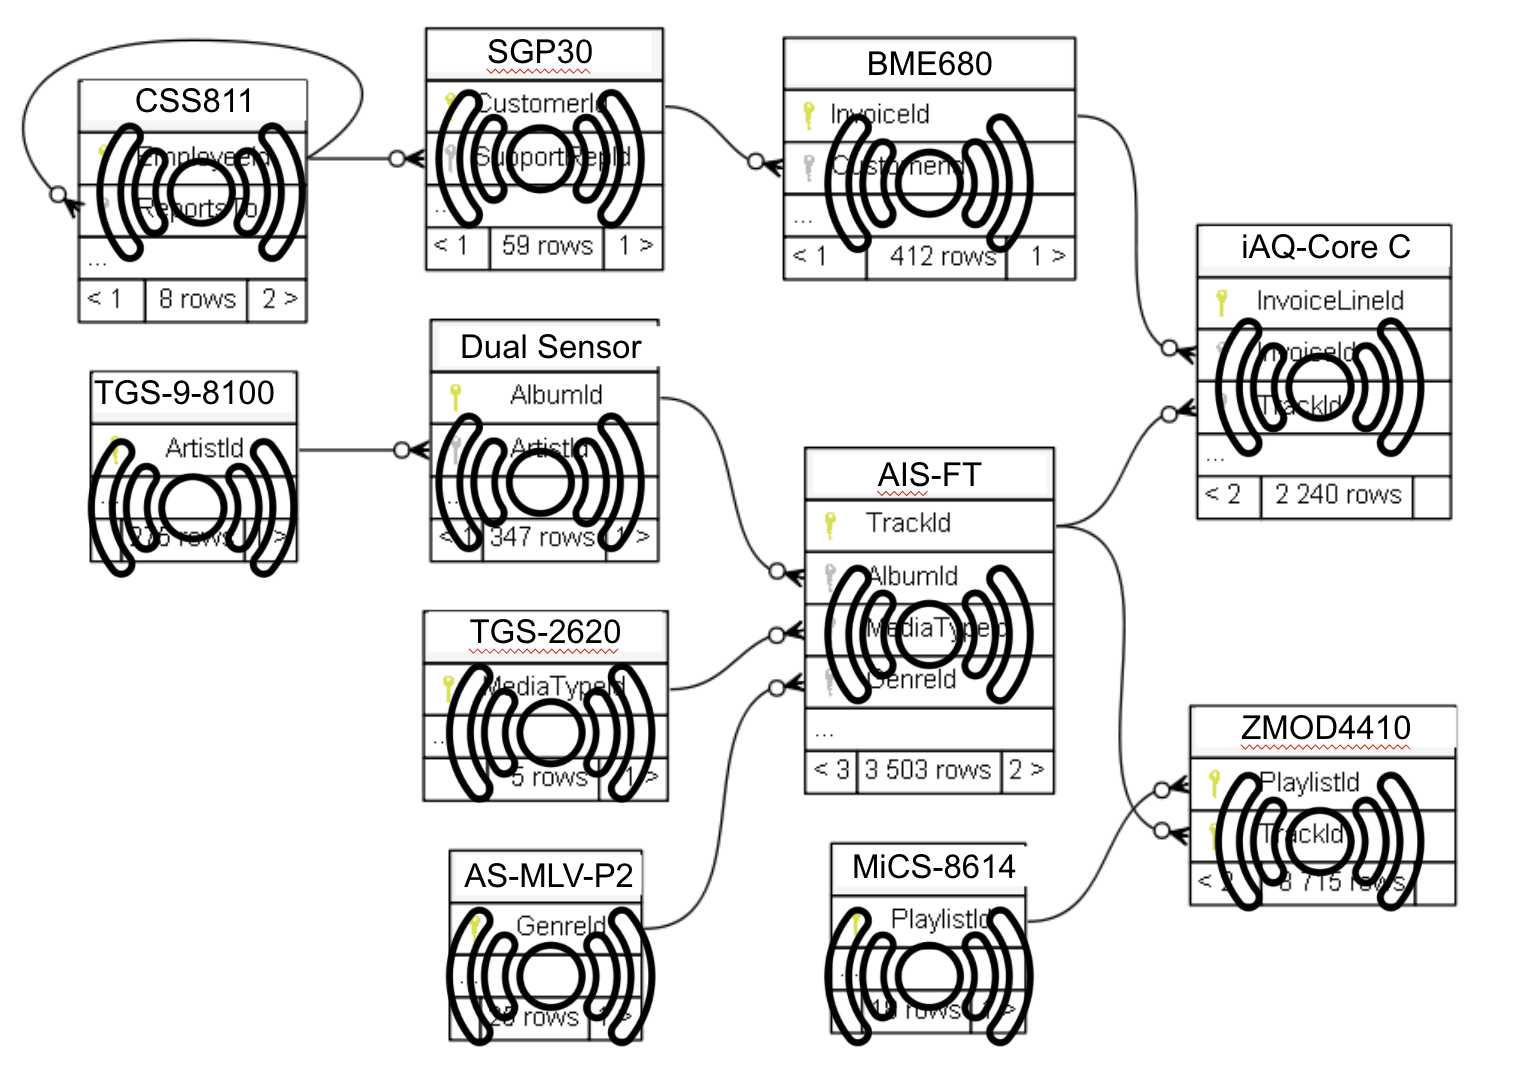 CSS811
EmployeeId
ReportsTo
...
< 1 8 rows 2 >
SGP30
CustomerId
SupportRepId
...
< 1 59 rows 1 >
BME680
InvoiceId
CustomerId
...
< 1 412 rows 1 >
iAQ-Core C
InvoiceLineId
InvoiceId
TrackId
...
< 2 2 240 rows
TGS-9-8100
ArtistId
...
275 rows >
Dual Sensor
AlbumId
ArtistId
...
< 1 347 rows 1 >
AIS-FT
TrackId
AlbumId
MediaTypeId
GenreId
...
< 3 3 503 rows 2 >
TGS-2620
MediaTypeId
...
5 rows 1 >
ZMOD4410
PlaylistId
TrackId
< 2 8 715 rows
AS-MLV-P2
GenreId
...
25 rows 1 >
MiCS-8614
PlaylistId
...
18 rows 1 >